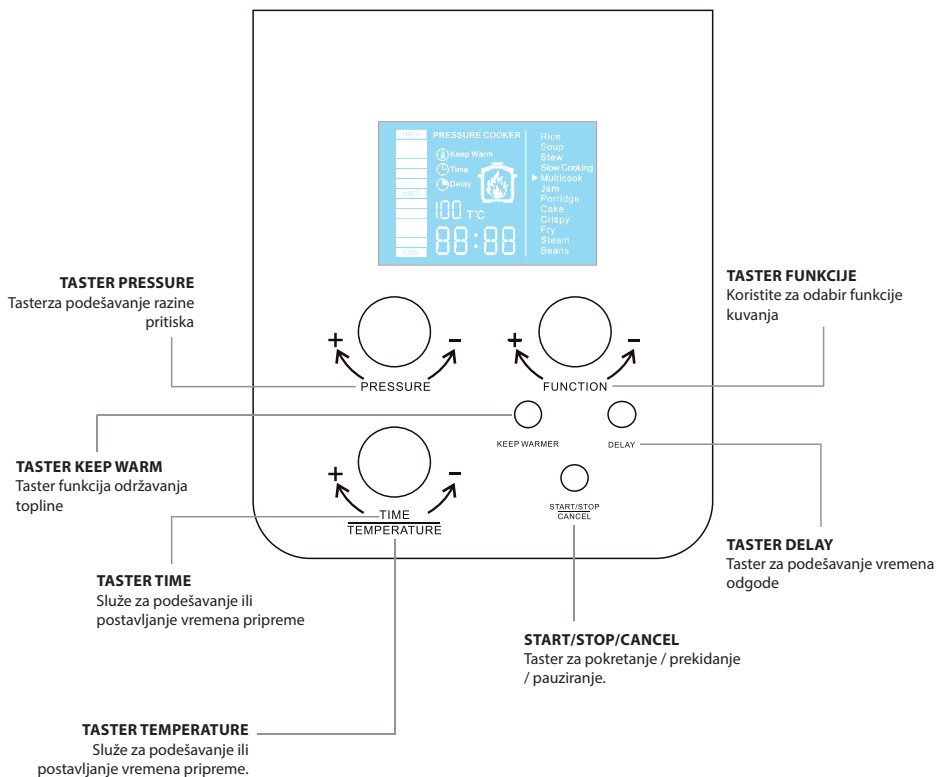 HIGH
MED
LOW
PRESSURE COOKER
Keep Warm
Time
Delay
100 T°C
88:88
Rice
Soup
Stew
Slow Cooking
Multicook
Jam
Porridge
Cake
Crispy
Fry
Steam
Beans
TASTER PRESSURE
Tasterza podešavanje razine
pritiska
+ −
PRESSURE
+ −
FUNCTION
TASTER FUNKCIJE
Koristite za odabir funkcije
kuvanja
KEEP WARMER
DELAY
TASTER KEEP WARM
Taster funkcija održavanja
topline
+ −
TIME
TEMPERATURE
START/STOP
CANCEL
TASTER DELAY
Taster za podešavanje vremena
odgode
TASTER TIME
Služe za podešavanje ili
postavljanje vremena pripreme
START/STOP/CANCEL
Taster za pokretanje / prekidanje
/ pauziranje.
TASTER TEMPERATURE
Služe za podešavanje ili
postavljanje vremena pripreme.